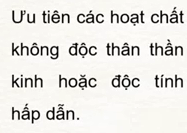 Ưu tiên các hoạt chất
không độc thân thần
kinh hoặc độc tính
hấp dẫn.